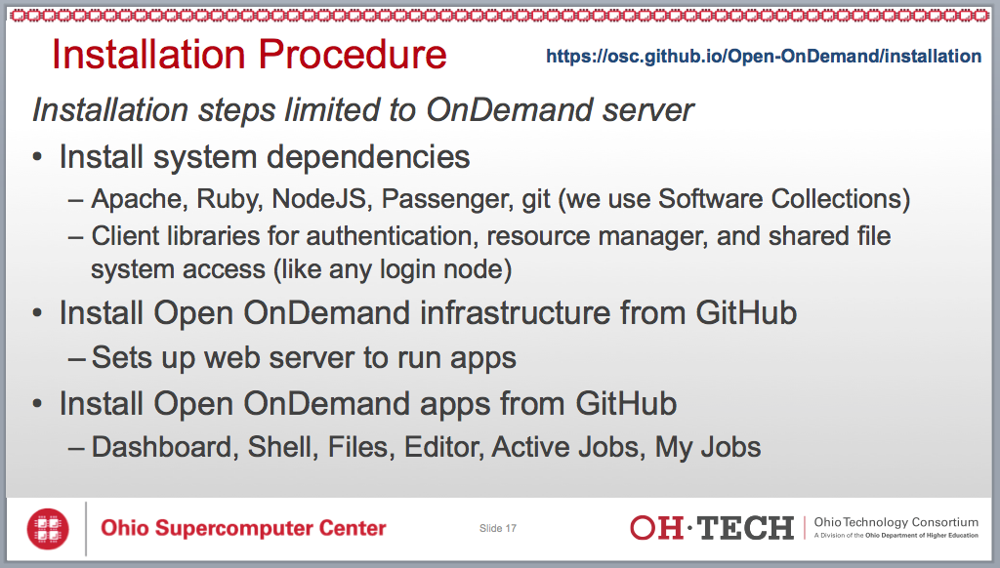 Installation Procedure
https://osc.github.io/Open-OnDemand/installation
Installation steps limited to OnDemand server
• Install system dependencies
– Apache, Ruby, NodeJS, Passenger, git (we use Software Collections)
– Client libraries for authentication, resource manager, and shared file
system access (like any login node)
• Install Open OnDemand infrastructure from GitHub
– Sets up web server to run apps
• Install Open OnDemand apps from GitHub
– Dashboard, Shell, Files, Editor, Active Jobs, My Jobs
Ohio Supercomputer Center
Slide 17
OH·TECH
Ohio Technology Consortium
A Division of the Ohio Department of Higher Education